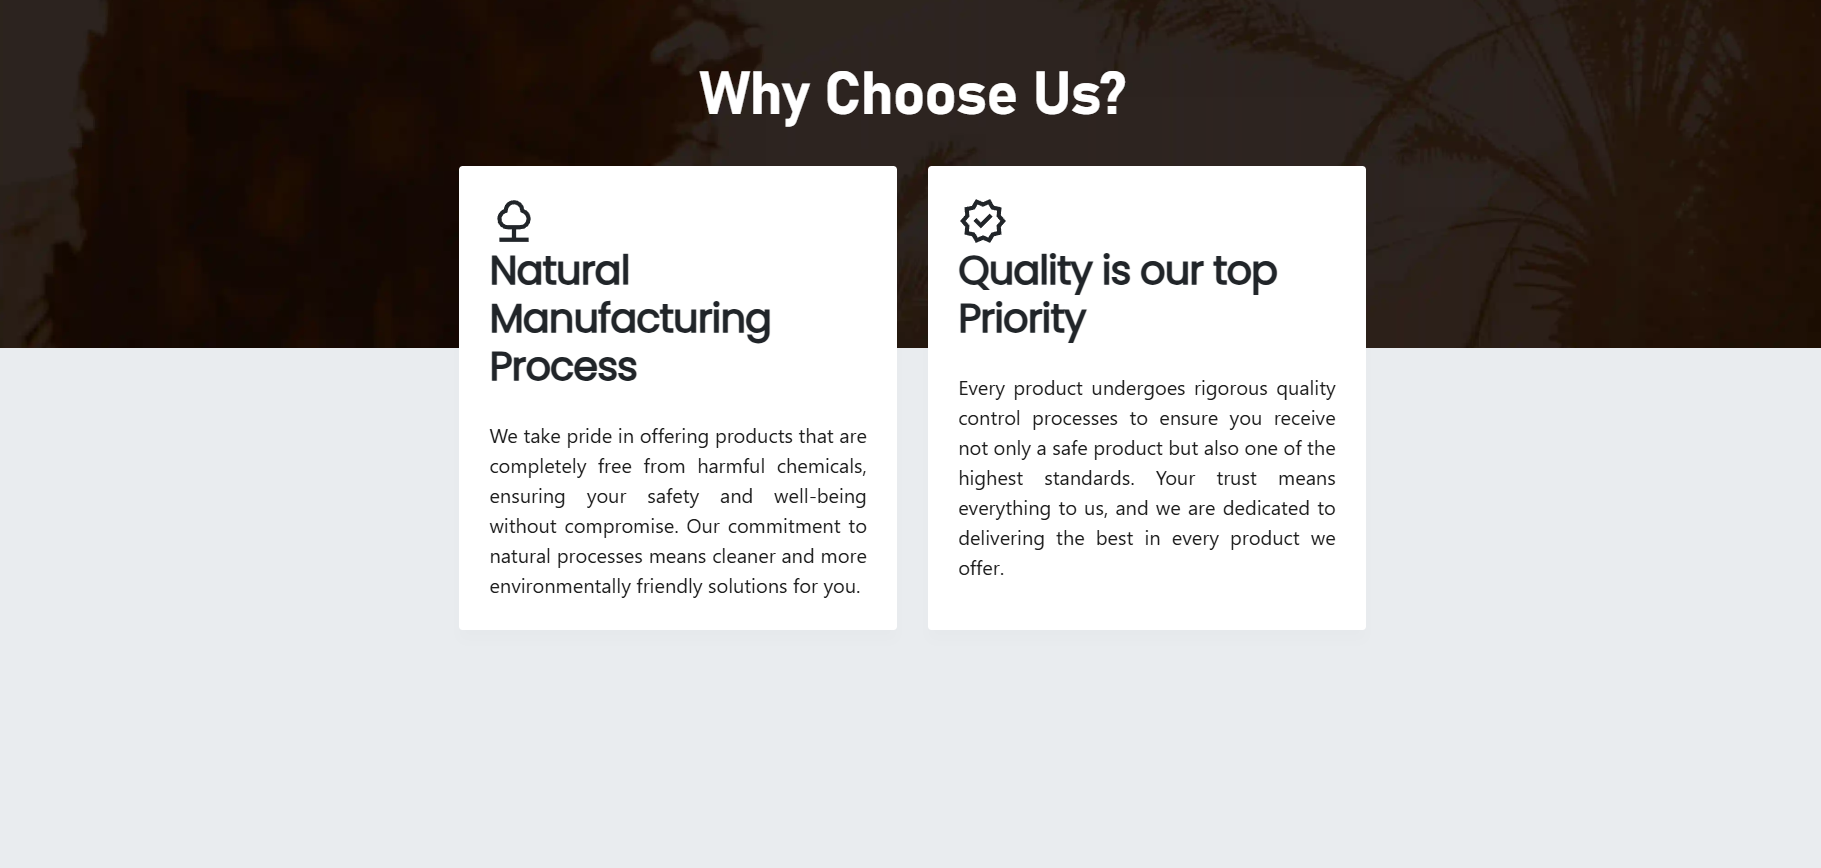 Why Choose Us?
Natural
Manufacturing
Process
We take pride in offering products that are
completely free from harmful chemicals,
ensuring your safety and well-being
without compromise. Our commitment to
natural processes means cleaner and more
environmentally friendly solutions for you.
Quality is our top
Priority
Every product undergoes rigorous quality
control processes to ensure you receive
not only a safe product but also one of the
highest standards. Your trust means
everything to us, and we are dedicated to
delivering the best in every product we
offer.